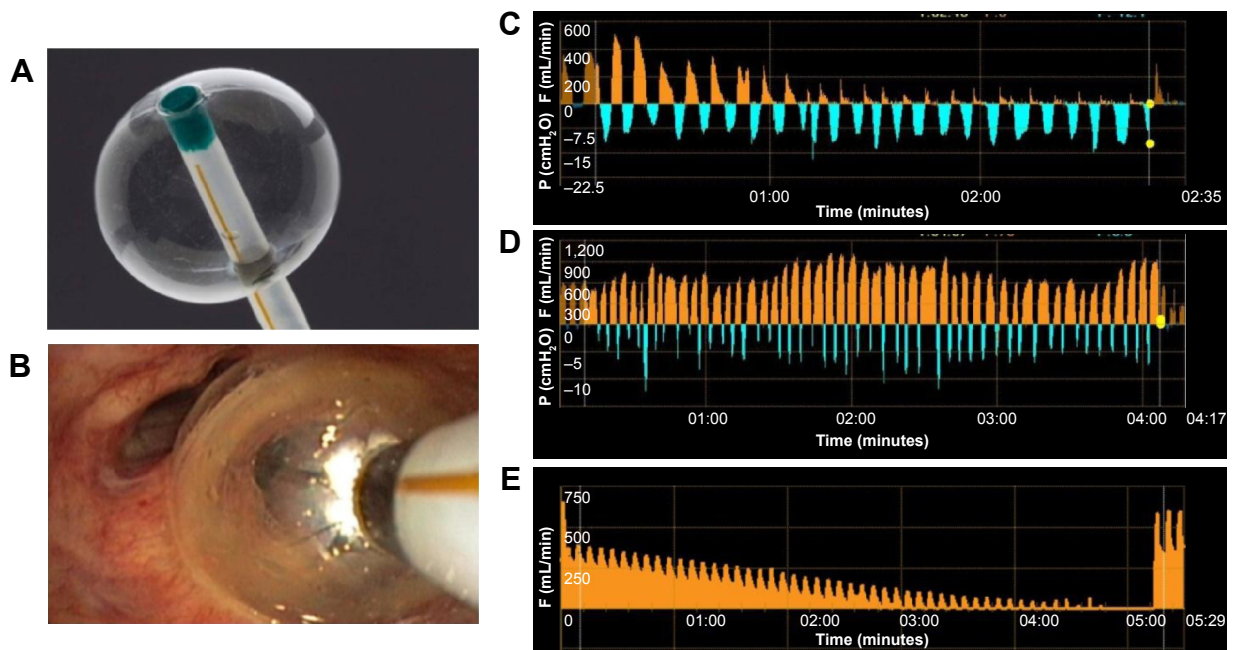 A
B
C
F (mL/min)
600
400
200
0
P (cmH2O)
–7.5
–15
–22.5
01:00
02:00
02:35
Time (minutes)
D
F (mL/min)
1,200
900
600
300
0
P (cmH2O)
–5
–10
01:00
02:00
03:00
04:00
04:17
Time (minutes)
E
F (mL/min)
750
500
250
0
01:00
02:00
03:00
04:00
05:00
05:29
Time (minutes)